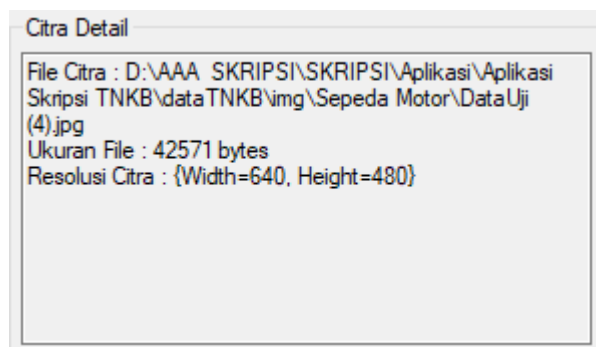 Citra Detail
File Citra : D:\AAA SKRIPSI\SKRIPSI\Aplikasi\Aplikasi
Skripsi TNKB\dataTNKB\img\Sepeda Motor\DataUji
(4).jpg
Ukuran File : 42571 bytes
Resolusi Citra : {Width=640, Height=480}